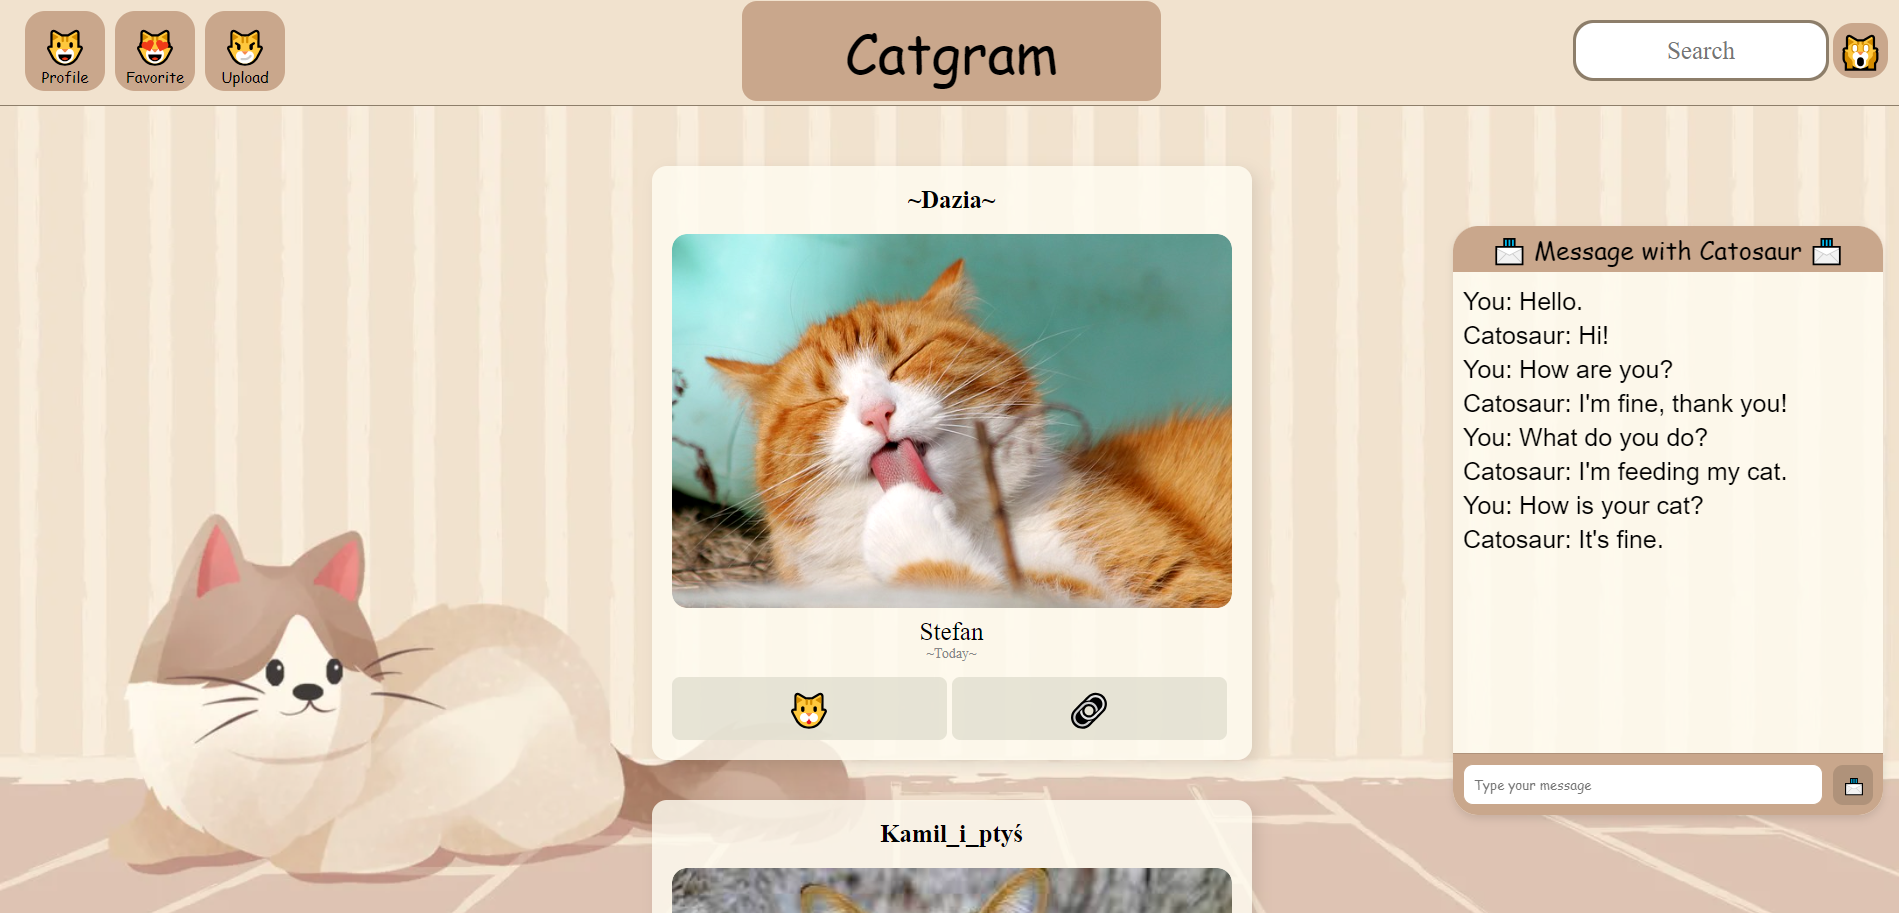 Profile
Favorite
Upload
Catgram
Search
~Dazia~
Stefan
~Today~
Kamil_i_ptyś
Message with Catosaur
You: Hello.
Catosaur: Hi!
You: How are you?
Catosaur: I'm fine, thank you!
You: What do you do?
Catosaur: I'm feeding my cat.
You: How is your cat?
Catosaur: It's fine.
Type your message